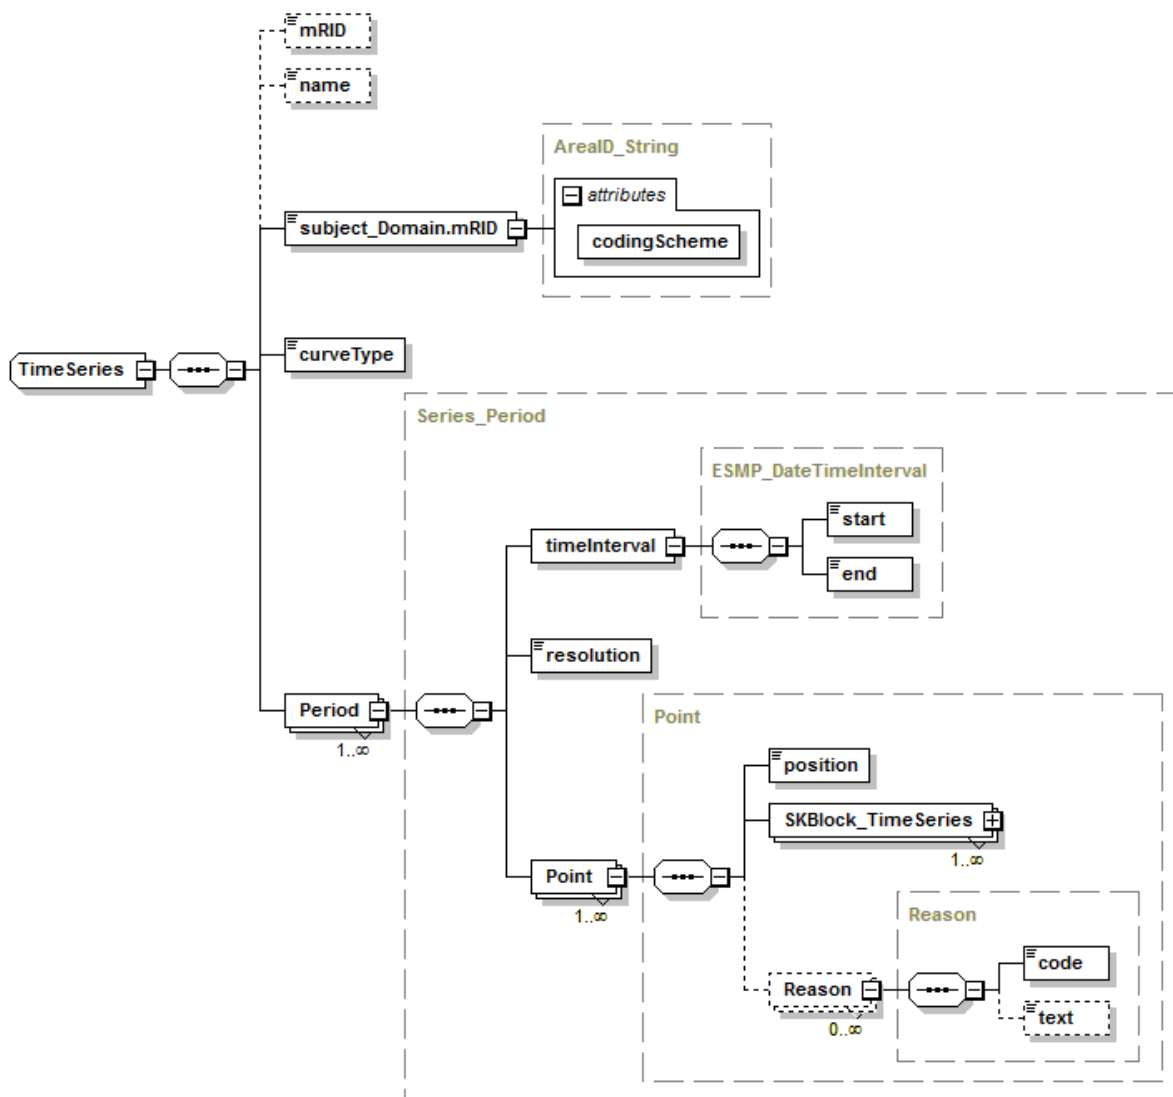 mRID
name
AreaID_String
attributes
subject_Domain.mRID
codingScheme
curveType
TimeSeries
Series_Period
ESMP_DateTimeInterval
start
timeInterval
end
resolution
Period
1..∞
Point
position
SKBlock_TimeSeries
1..∞
Point
1..∞
Reason
code
Reason
0..∞
text